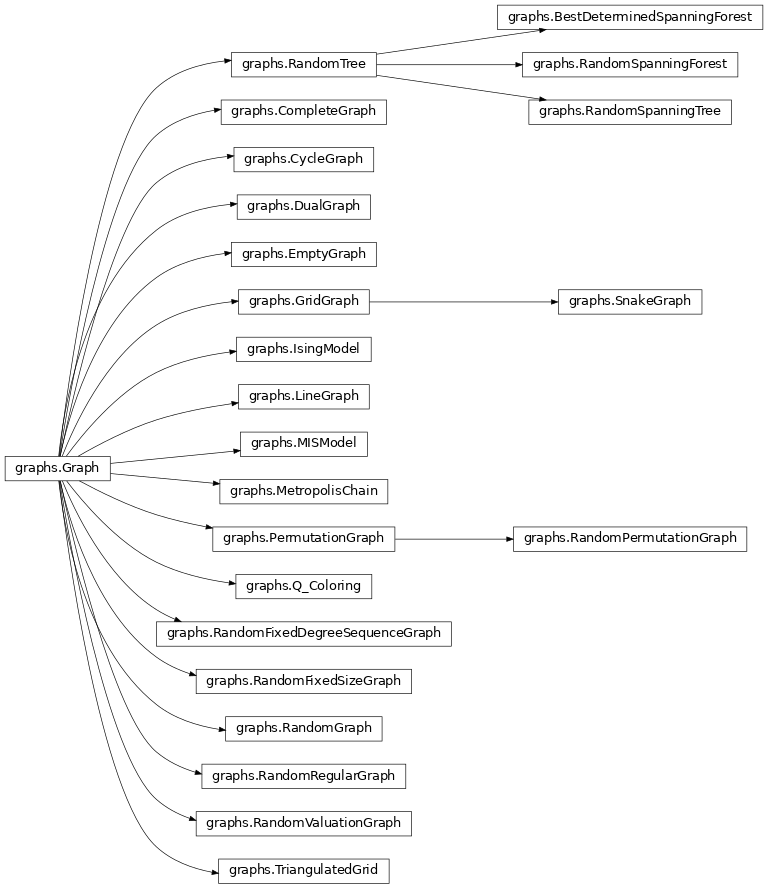 graphs.BestDeterminedSpanningForest
graphs.RandomTree
graphs.RandomSpanningForest
graphs.CompleteGraph
graphs.RandomSpanningTree
graphs.CycleGraph
graphs.DualGraph
graphs.EmptyGraph
graphs.GridGraph
graphs.SnakeGraph
graphs.IsingModel
graphs.LineGraph
graphs.MISModel
graphs.Graph
graphs.MetropolisChain
graphs.PermutationGraph
graphs.RandomPermutationGraph
graphs.Q_Coloring
graphs.RandomFixedDegreeSequenceGraph
graphs.RandomFixedSizeGraph
graphs.RandomGraph
graphs.RandomRegularGraph
graphs.RandomValuationGraph
graphs.TriangulatedGrid